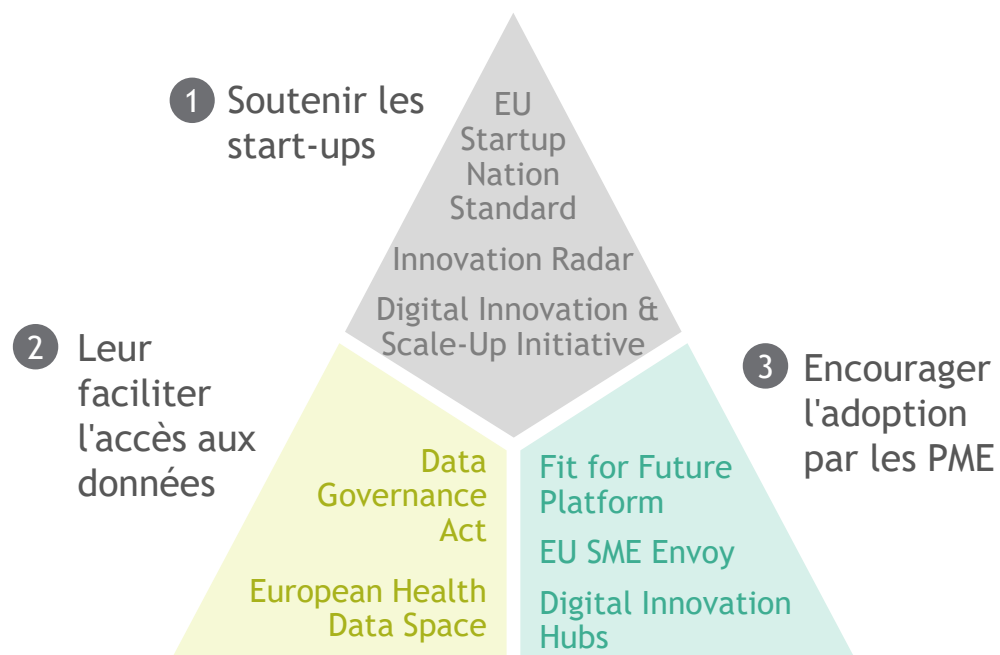 1 Soutenir les
start-ups
EU
Startup
Nation
Standard
Innovation Radar
Digital Innovation &
Scale-Up Initiative
2 Leur
faciliter
l'accès aux
données
Data
Governance
Act
European Health
Data Space
3 Encourager
l'adoption
par les PME
Fit for Future
Platform
EU SME Envoy
Digital Innovation
Hubs